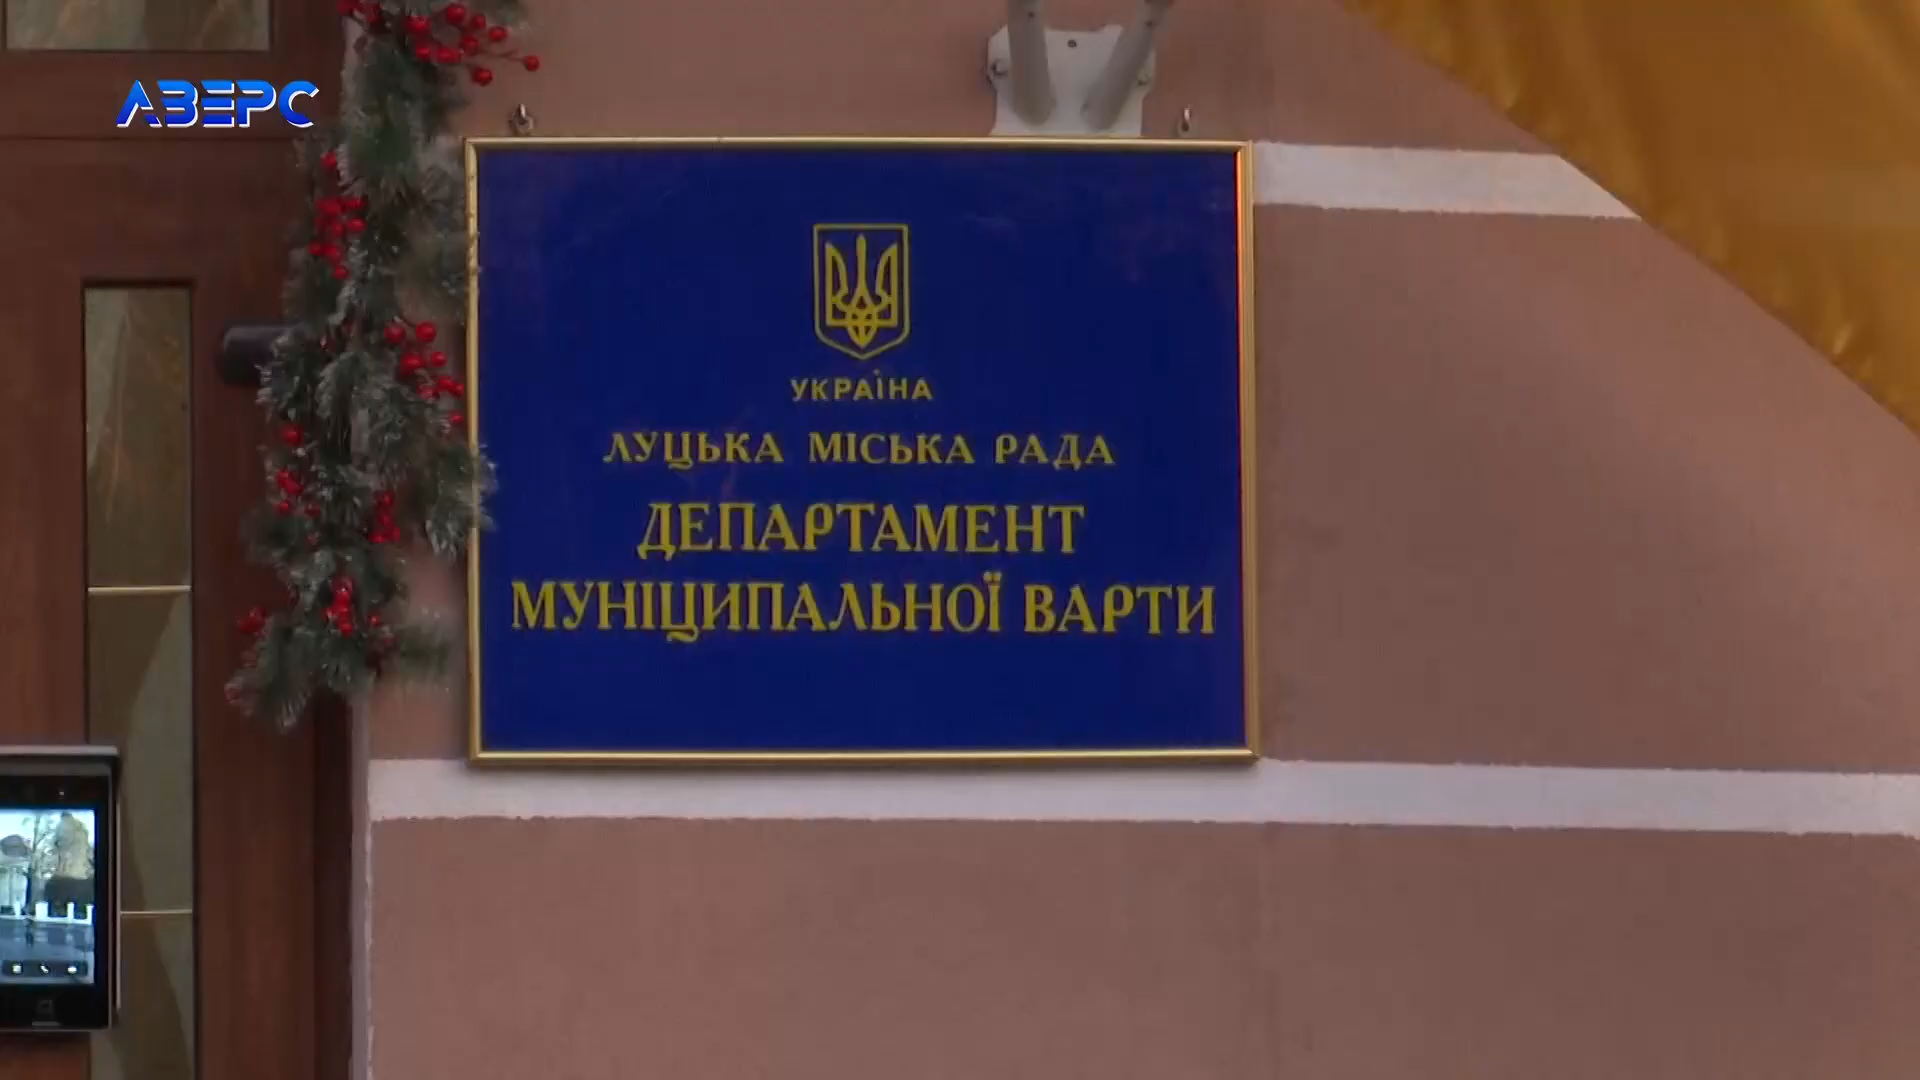 АВЕРС
УКРАЇНА
ЛУЦЬКА МІСЬКА РАДА
ДЕПАРТАМЕНТ
МУНІЦИПАЛЬНОЇ ВАРТИ